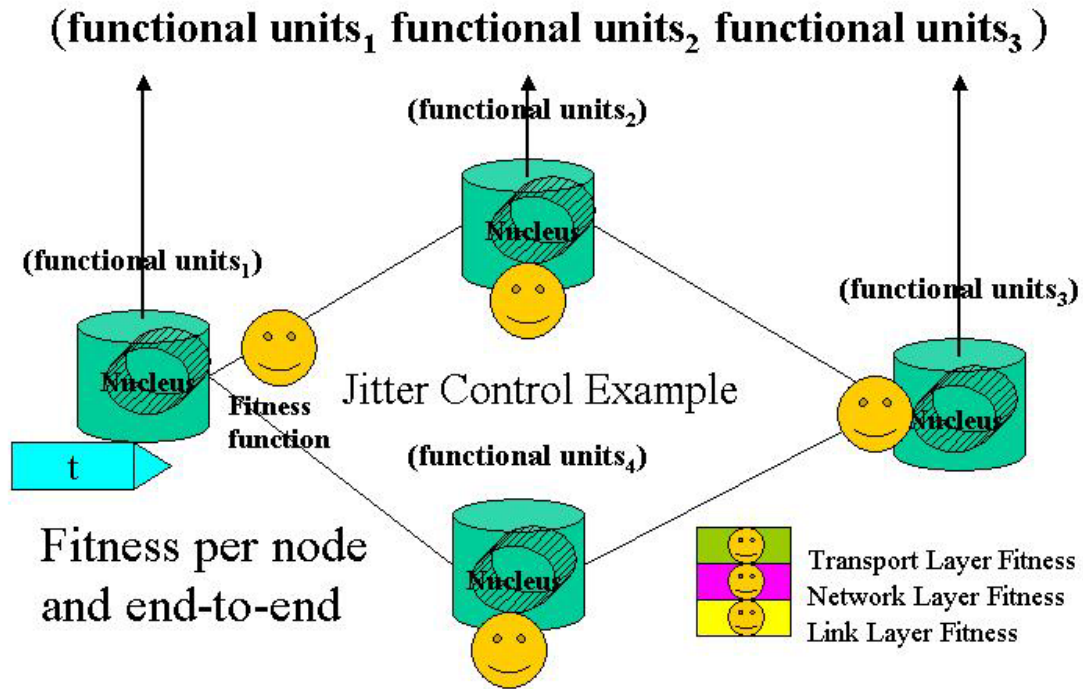 (functional units₁ functional units₂ functional units₃ )
(functional units₂)
Nucleus
(functional units₁)
(functional units₃)
Nucleus
Jitter Control Example
Fitness
function
Nucleus
t
(functional units₄)
Fitness per node
and end-to-end
Nucleus
Transport Layer Fitness
Network Layer Fitness
Link Layer Fitness